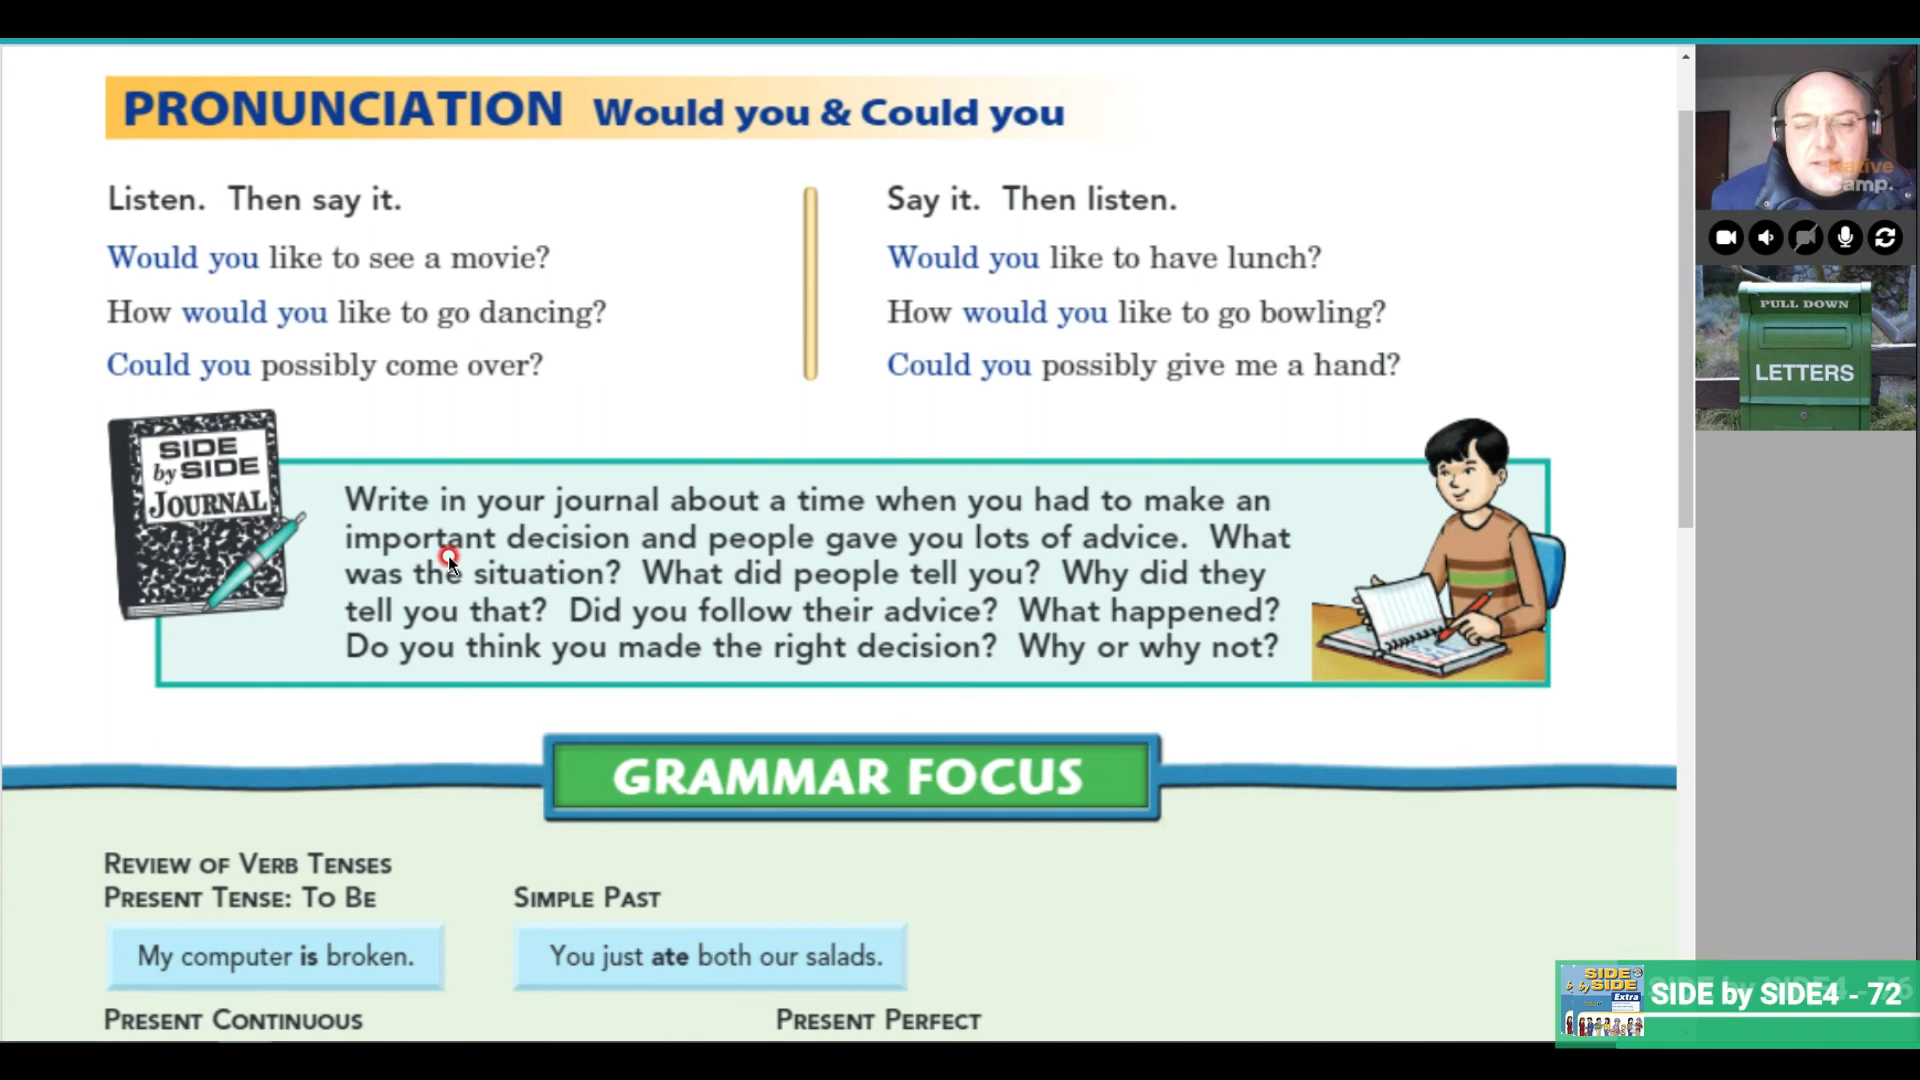 PRONUNCIATION Would you & Could you
Listen. Then say it.
Would you like to see a movie?
How would you like to go dancing?
Could you possibly come over?
Say it. Then listen.
Would you like to have lunch?
How would you like to go bowling?
Could you possibly give me a hand?
SIDE
by SIDE
JOURNAL
Write in your journal about a time when you had to make an
important decision and people gave you lots of advice. What
was the situation? What did people tell you? Why did they
tell you that? Did you follow their advice? What happened?
Do you think you made the right decision? Why or why not?
GRAMMAR FOCUS
REVIEW OF VERB TENSES
PRESENT TENSE: TO BE
My computer is broken.
SIMPLE PAST
You just ate both our salads.
PRESENT CONTINUOUS
PRESENT PERFECT
Native
Camp.
PULL DOWN
LETTERS
SIDE
by SIDE
Extra
SIDE by SIDE4 - 72